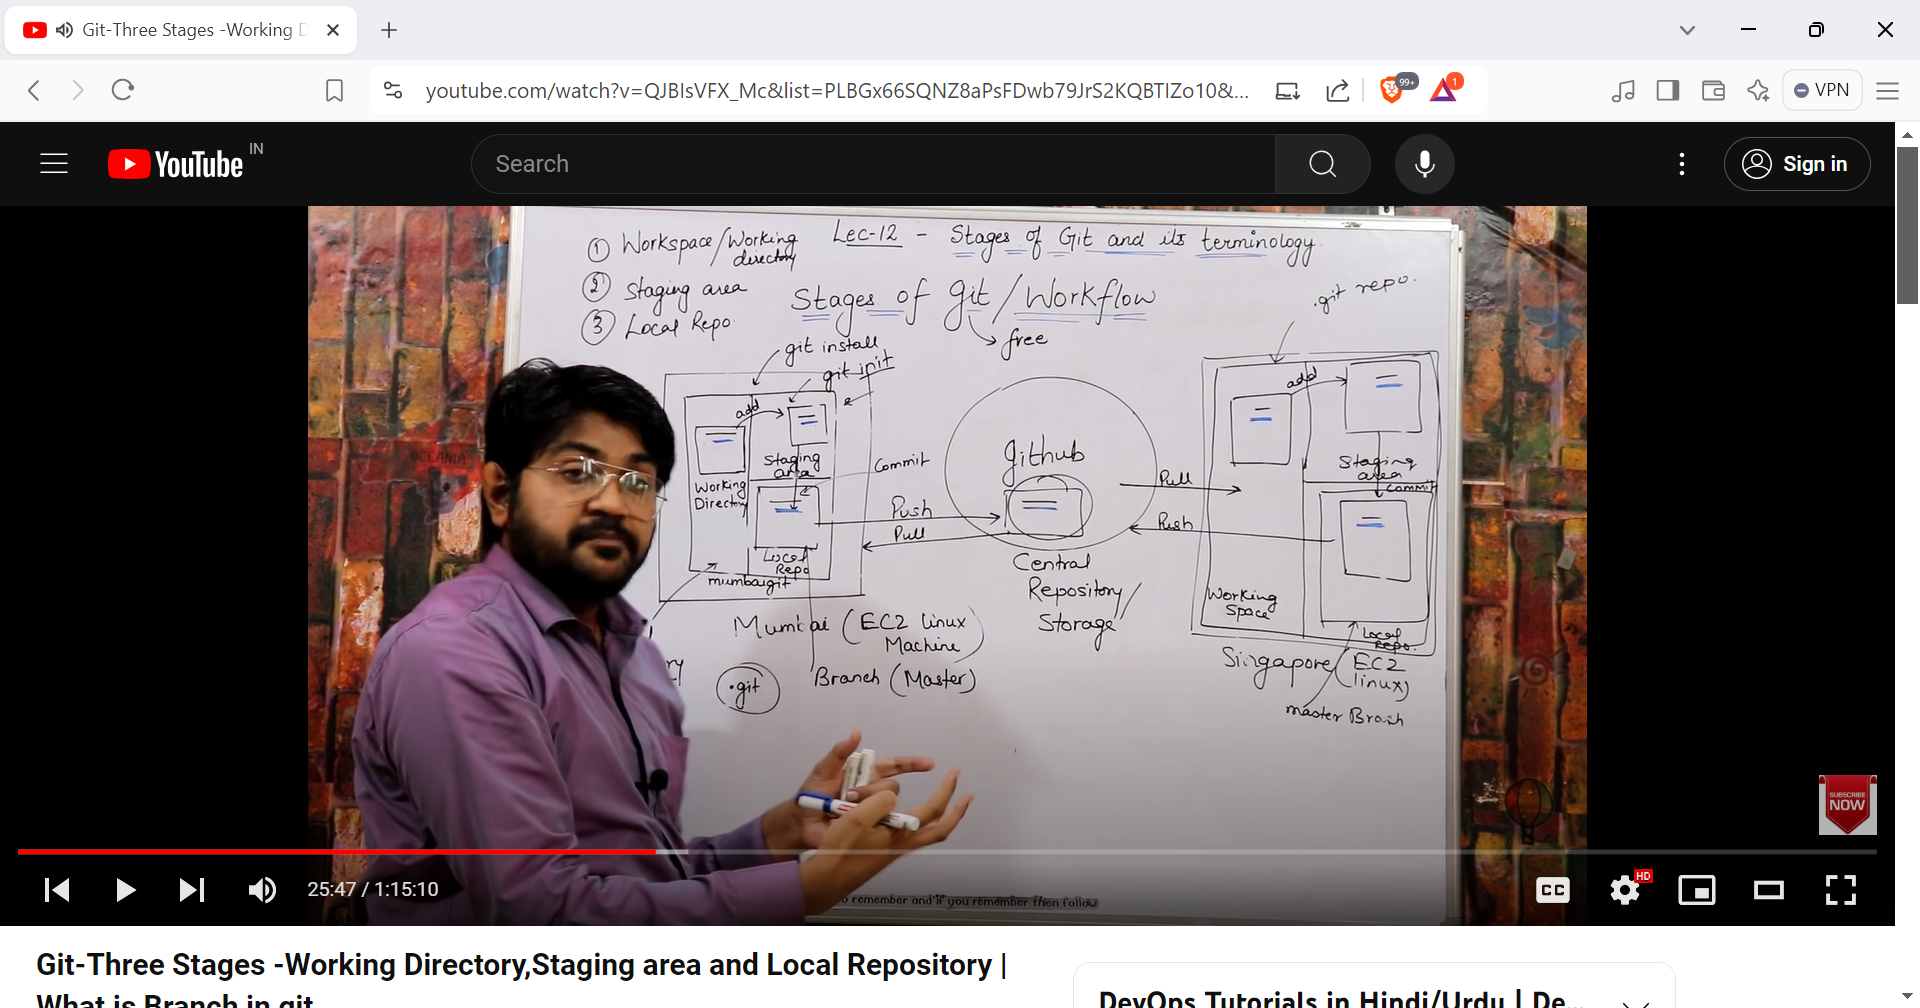 Git-Three Stages -Working D
youtube.com/watch?v=QJBIsVFX_Mc&list=PLBGx66SQNZ8aPsFDwb79JrS2KQBTIZo10&...
99+
1
VPN
YouTube IN
Search
Sign in
Lec-12 - Stages of Git and its terminology
① Workspace/Working directory
② Staging area
③ Local Repo
Stages of git/Workflow
free
.git repo.
git install
git init
add
Staging area
Working Directory
Commit
Local Repo
mumbaigit
Push
Pull
Github
Central Repository/
Storage
Pull
Push
add
Staging area
Commit
Working Space
Local Repo.
Mumbai (EC2 linux Machine)
ry
.git
Branch (Master)
Singapore (EC2 linux)
master Branh
OCEANIA
SUBSCRIBE
NOW
o remember and if you remember then follow
25:47 / 1:15:10
CC
HD
Git-Three Stages -Working Directory,Staging area and Local Repository |
What is Branch in git
DevOps Tutorials in Hindi/Urdu | De...